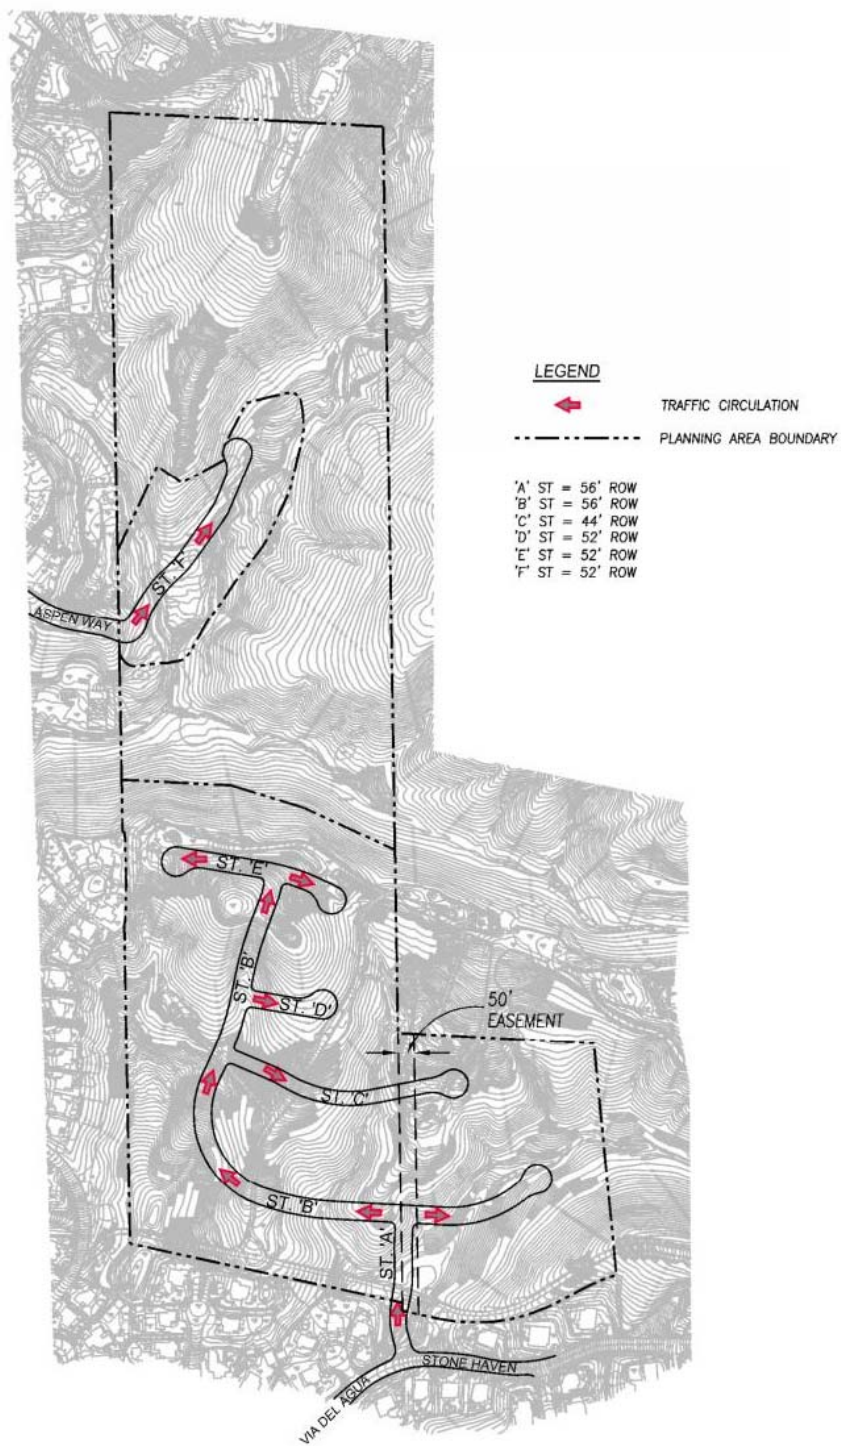 LEGEND
TRAFFIC CIRCULATION
PLANNING AREA BOUNDARY
'A' ST = 56' ROW
'B' ST = 56' ROW
'C' ST = 44' ROW
'D' ST = 52' ROW
'E' ST = 52' ROW
'F' ST = 52' ROW
ST. 'F'
ASPEN WAY
ST. 'E'
ST. 'B'
ST. 'D'
50'
EASEMENT
ST. 'C'
ST. 'B'
ST. 'A'
STONE HAVEN
VIA DEL AGUA